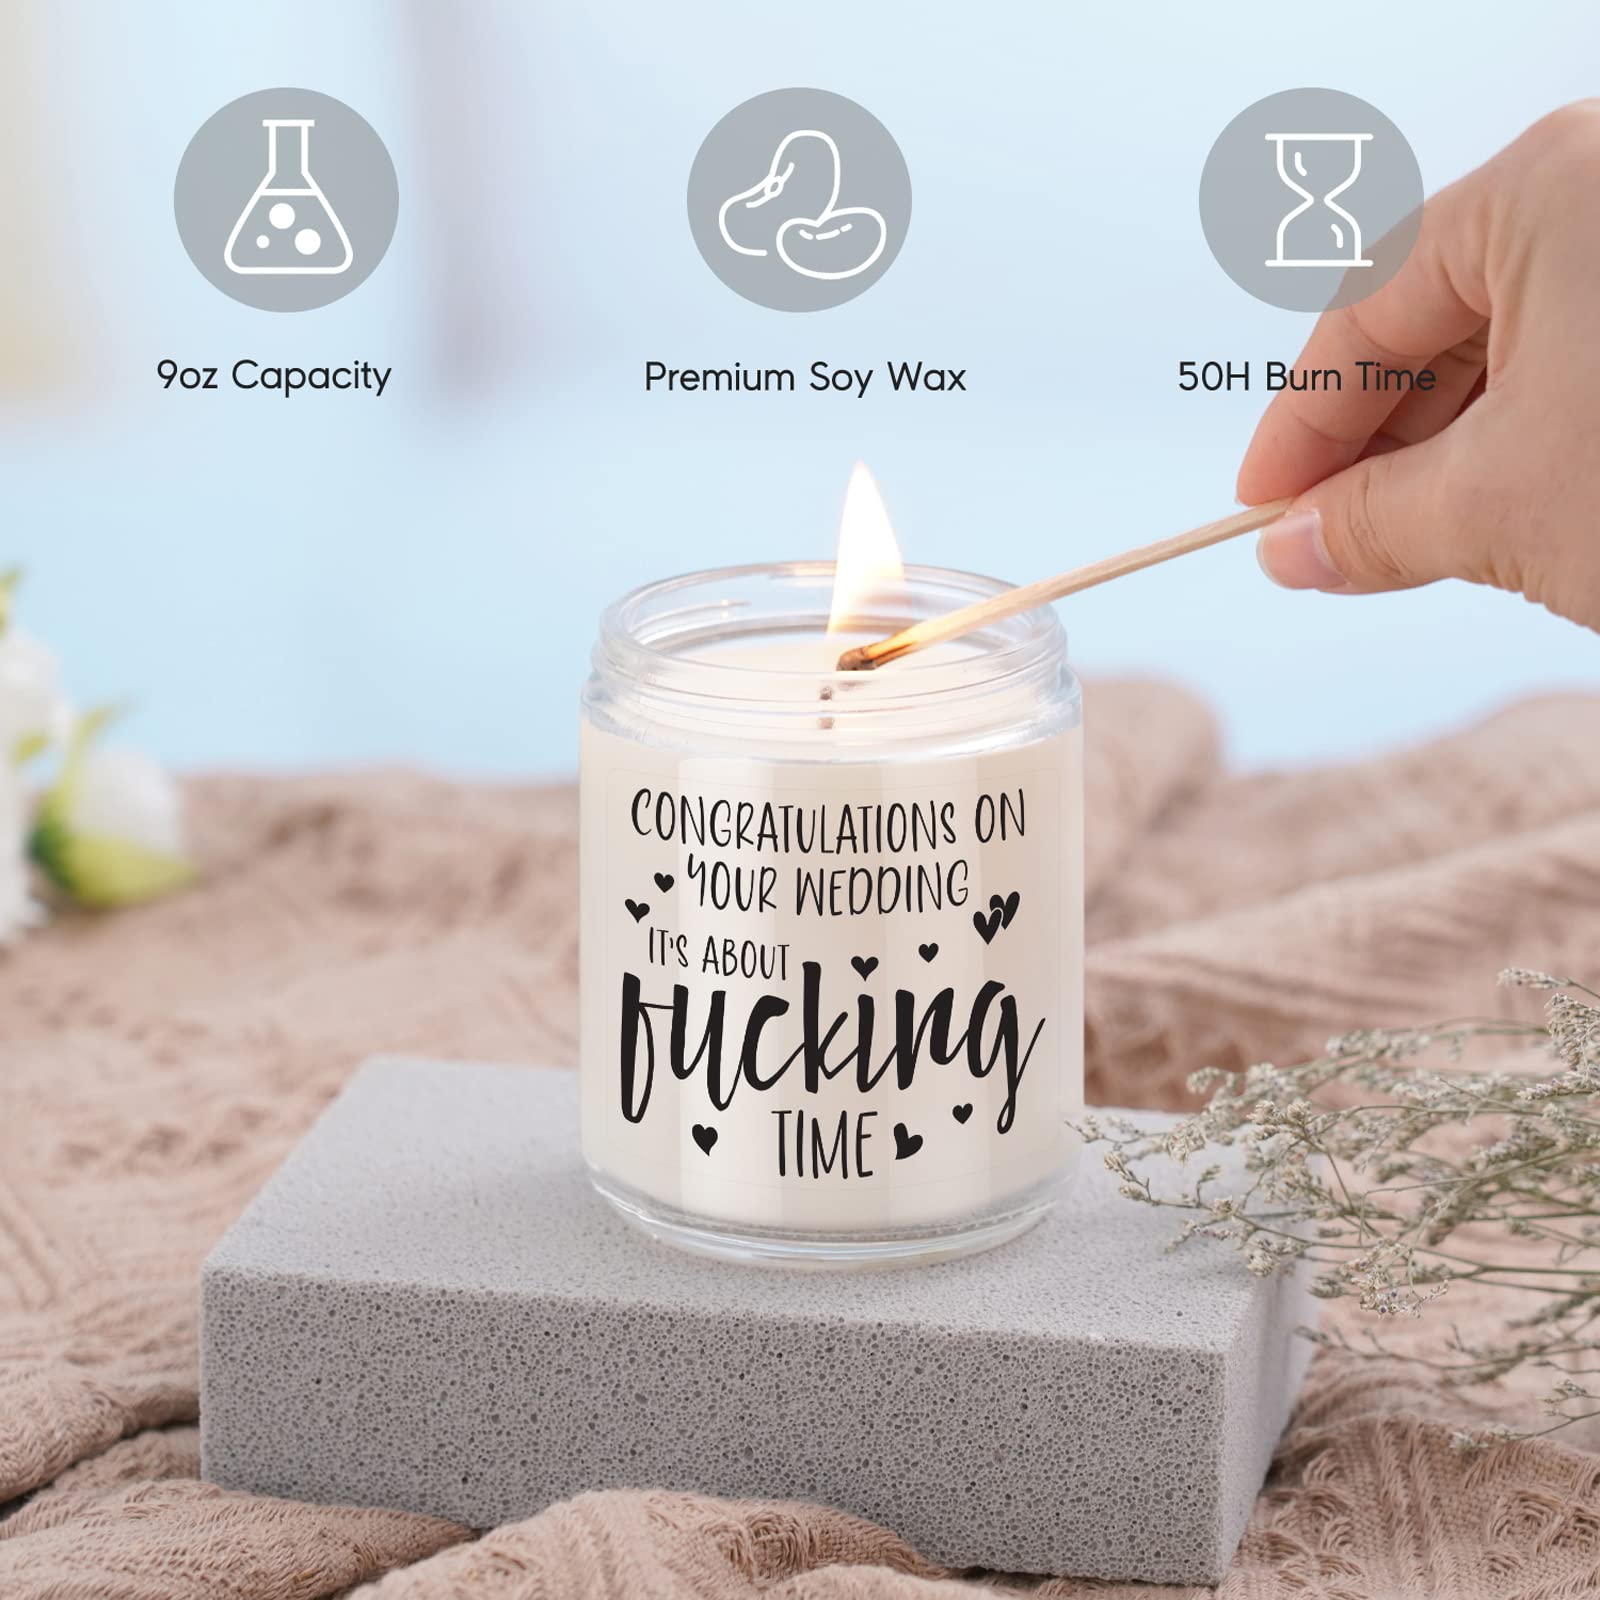 9oz Capacity
Premium Soy Wax
50H Burn Time
CONGRATULATIONS ON
YOUR WEDDING
IT'S ABOUT
fucking
TIME